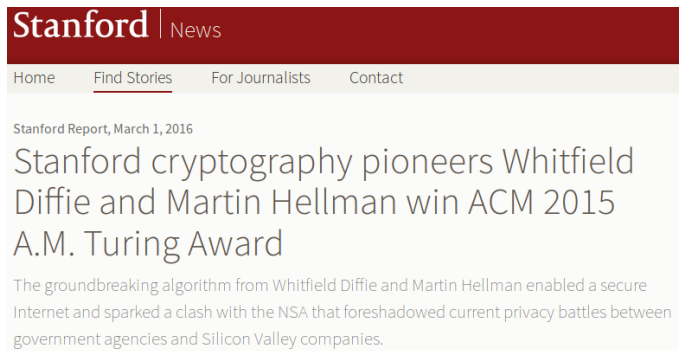 Stanford News
Home Find Stories For Journalists Contact
Stanford Report, March 1, 2016
Stanford cryptography pioneers Whitfield
Diffie and Martin Hellman win ACM 2015
A.M. Turing Award
The groundbreaking algorithm from Whitfield Diffie and Martin Hellman enabled a secure
Internet and sparked a clash with the NSA that foreshadowed current privacy battles between
government agencies and Silicon Valley companies.